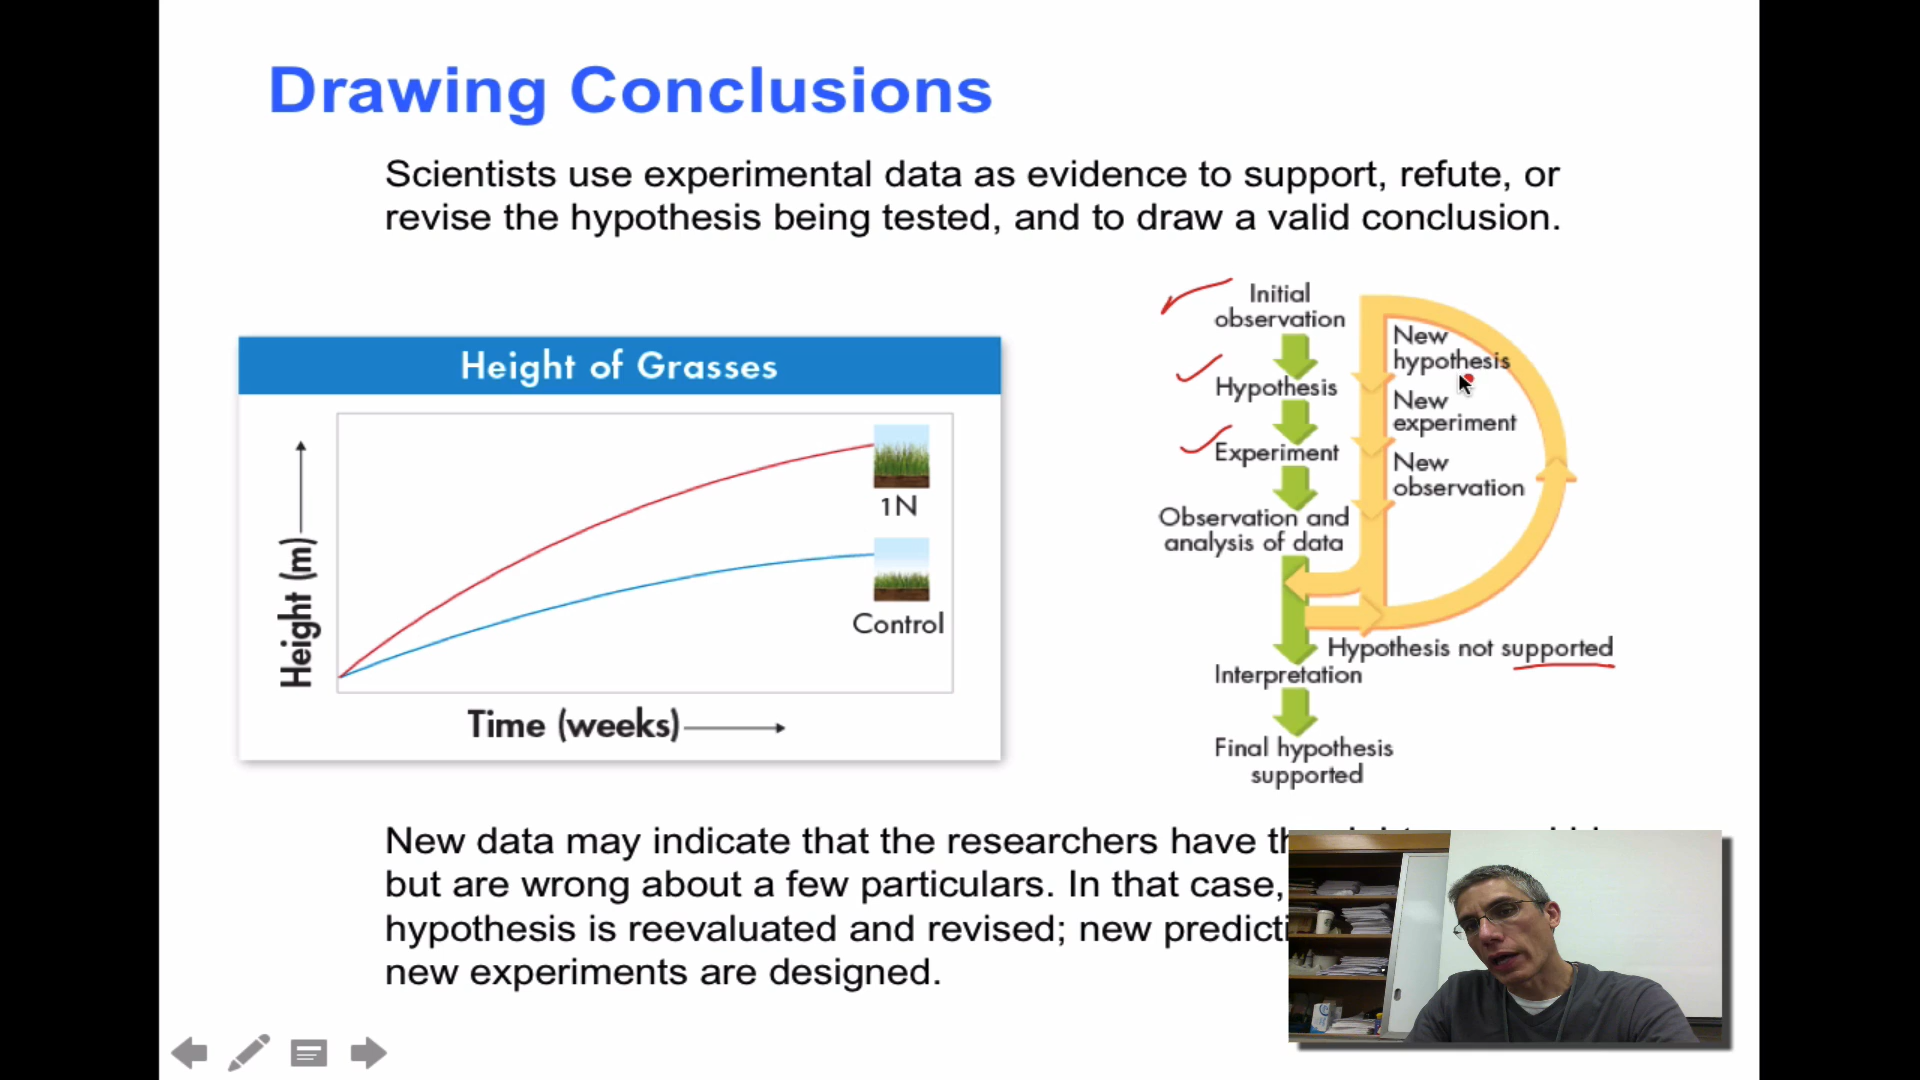 Drawing Conclusions
Scientists use experimental data as evidence to support, refute, or
revise the hypothesis being tested, and to draw a valid conclusion.
Height of Grasses
Height (m)
1N
Control
Time (weeks)
Initial
observation
Hypothesis
Experiment
Observation and
analysis of data
Interpretation
Final hypothesis
supported
New
hypothesis
New
experiment
New
observation
Hypothesis not supported
New data may indicate that the researchers have
but are wrong about a few particulars. In that case,
hypothesis is reevaluated and revised; new
new experiments are designed.